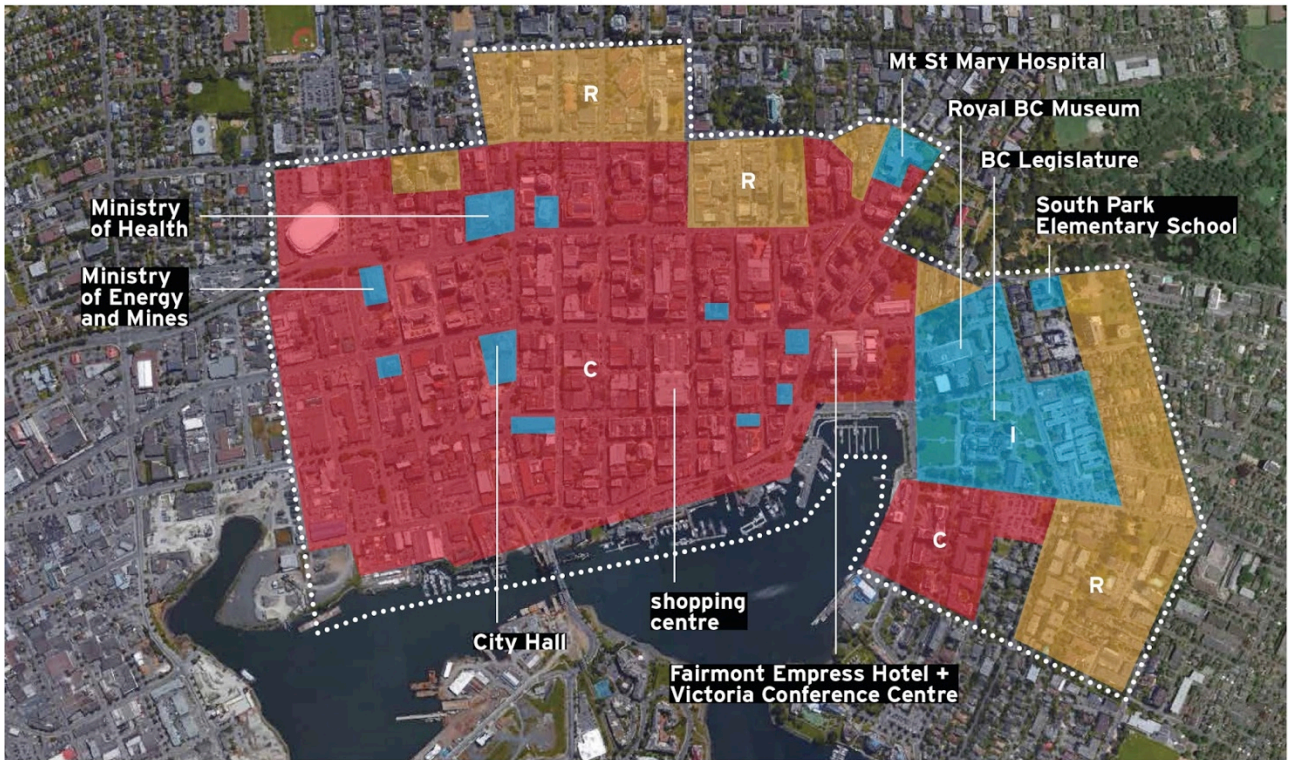 R
Mt St Mary Hospital
Royal BC Museum
BC Legislature
South Park
Elementary School
R
Ministry
of Health
Ministry
of Energy
and Mines
C
I
C
R
shopping
centre
City Hall
Fairmont Empress Hotel +
Victoria Conference Centre